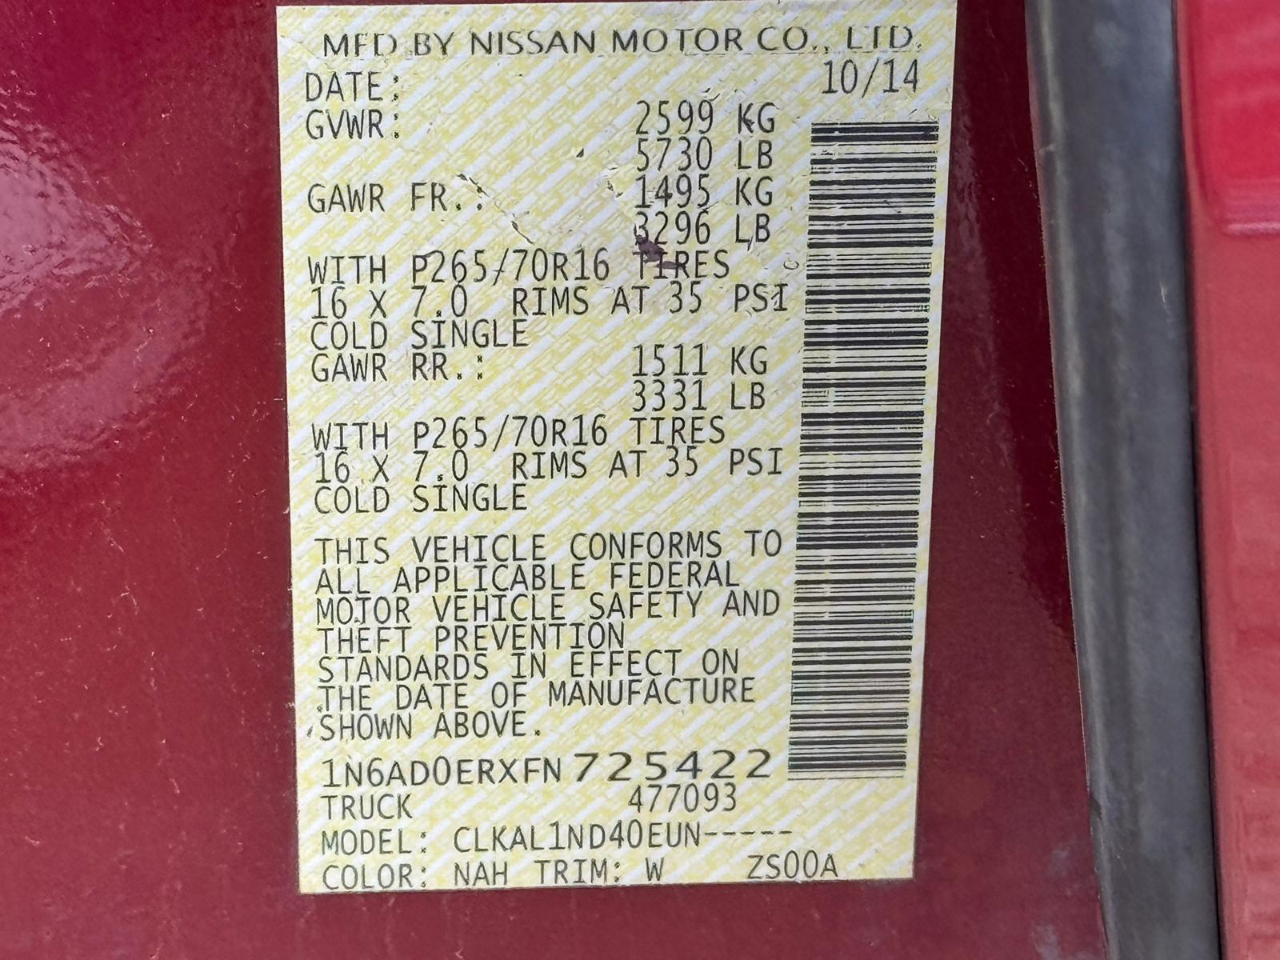 MFD BY NISSAN MOTOR CO., LTD.
DATE: 10/14
GVWR: 2599 KG
5730 LB
GAWR FR.: 1495 KG
3296 LB
WITH P265/70R16 TIRES
16 X 7.0 RIMS AT 35 PSI
COLD SINGLE
GAWR RR.: 1511 KG
3331 LB
WITH P265/70R16 TIRES
16 X 7.0 RIMS AT 35 PSI
COLD SINGLE
THIS VEHICLE CONFORMS TO
ALL APPLICABLE FEDERAL
MOTOR VEHICLE SAFETY AND
THEFT PREVENTION
STANDARDS IN EFFECT ON
THE DATE OF MANUFACTURE
SHOWN ABOVE.
1N6AD0ERXFN 725422
TRUCK 477093
MODEL: CLKAL1ND40EUN-----
COLOR: NAH TRIM: W ZS00A